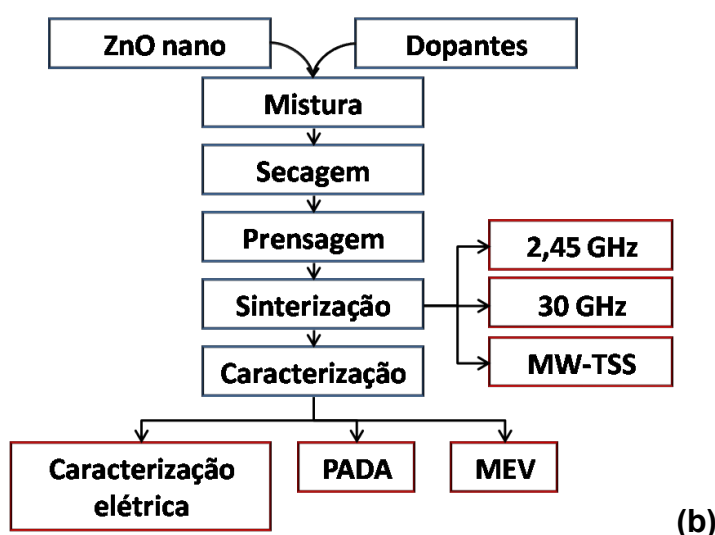 ZnO nano
Dopantes
Mistura
Secagem
Prensagem
Sinterização
2,45 GHz
30 GHz
MW-TSS
Caracterização
Caracterização
elétrica
PADA
MEV
(b)